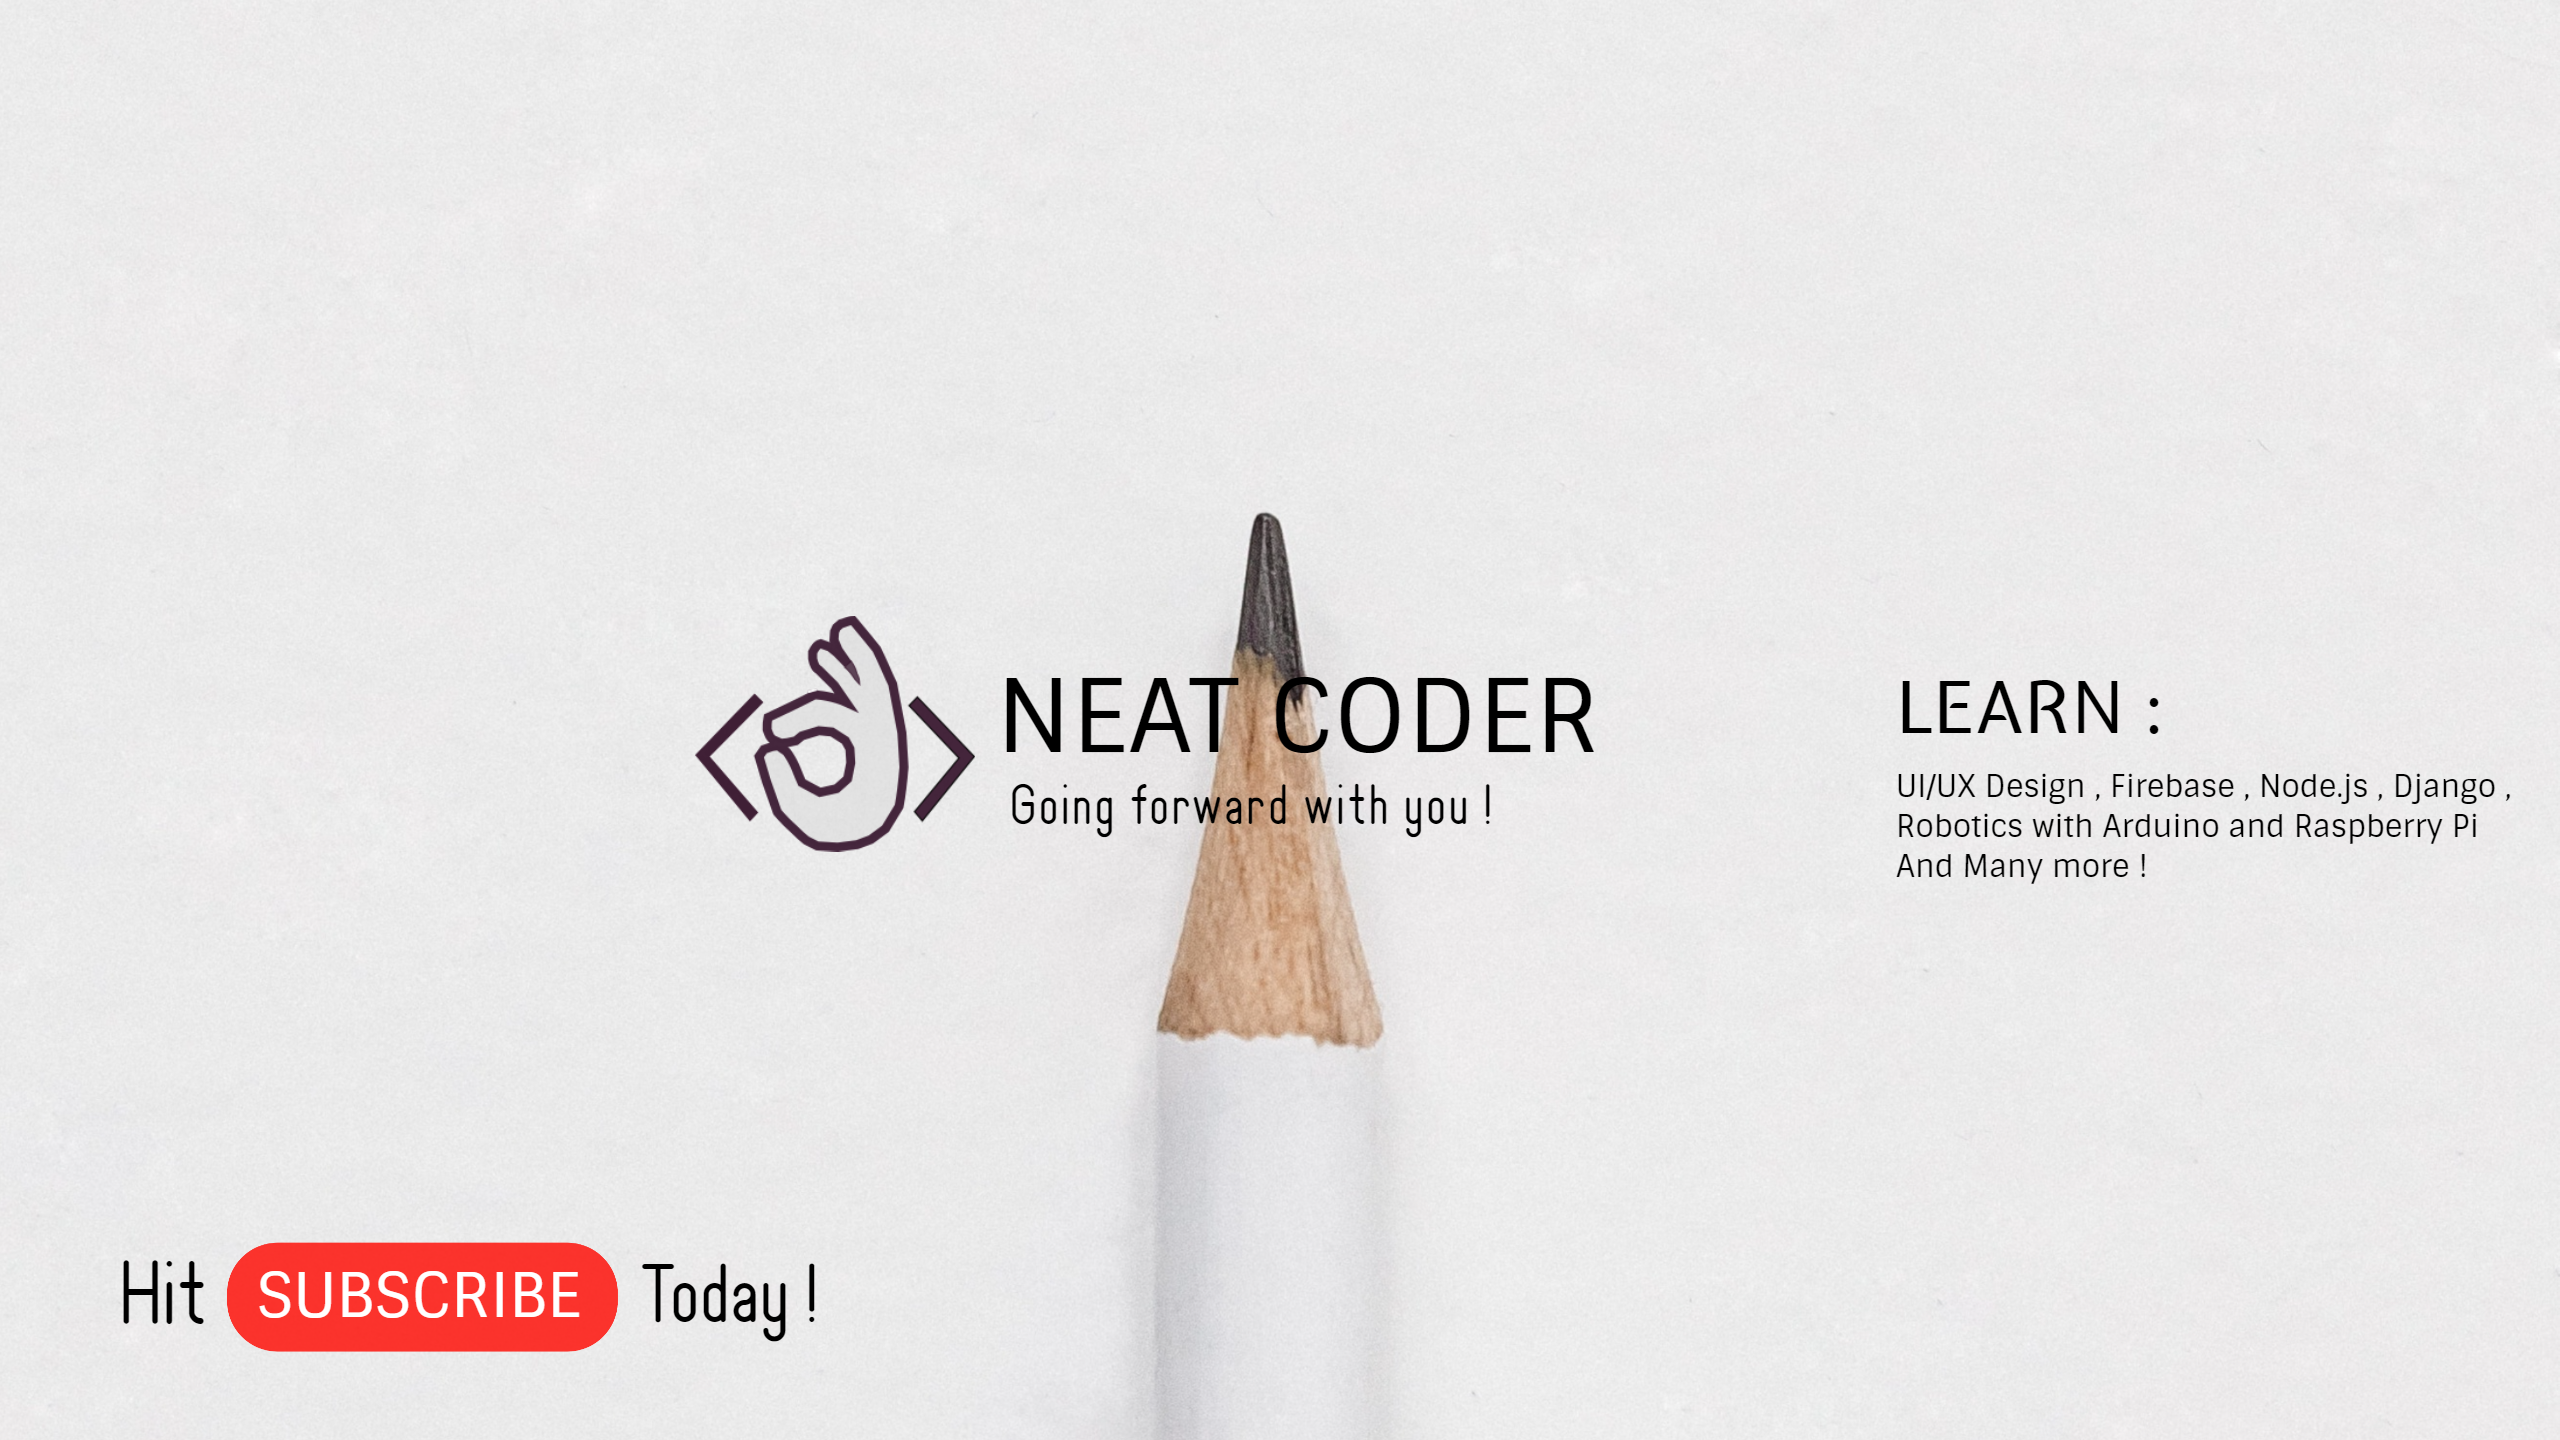 NEAT CODER
Going forward with you !
LEARN :
UI/UX Design , Firebase , Node.js , Django ,
Robotics with Arduino and Raspberry Pi
And Many more !
Hit SUBSCRIBE Today !